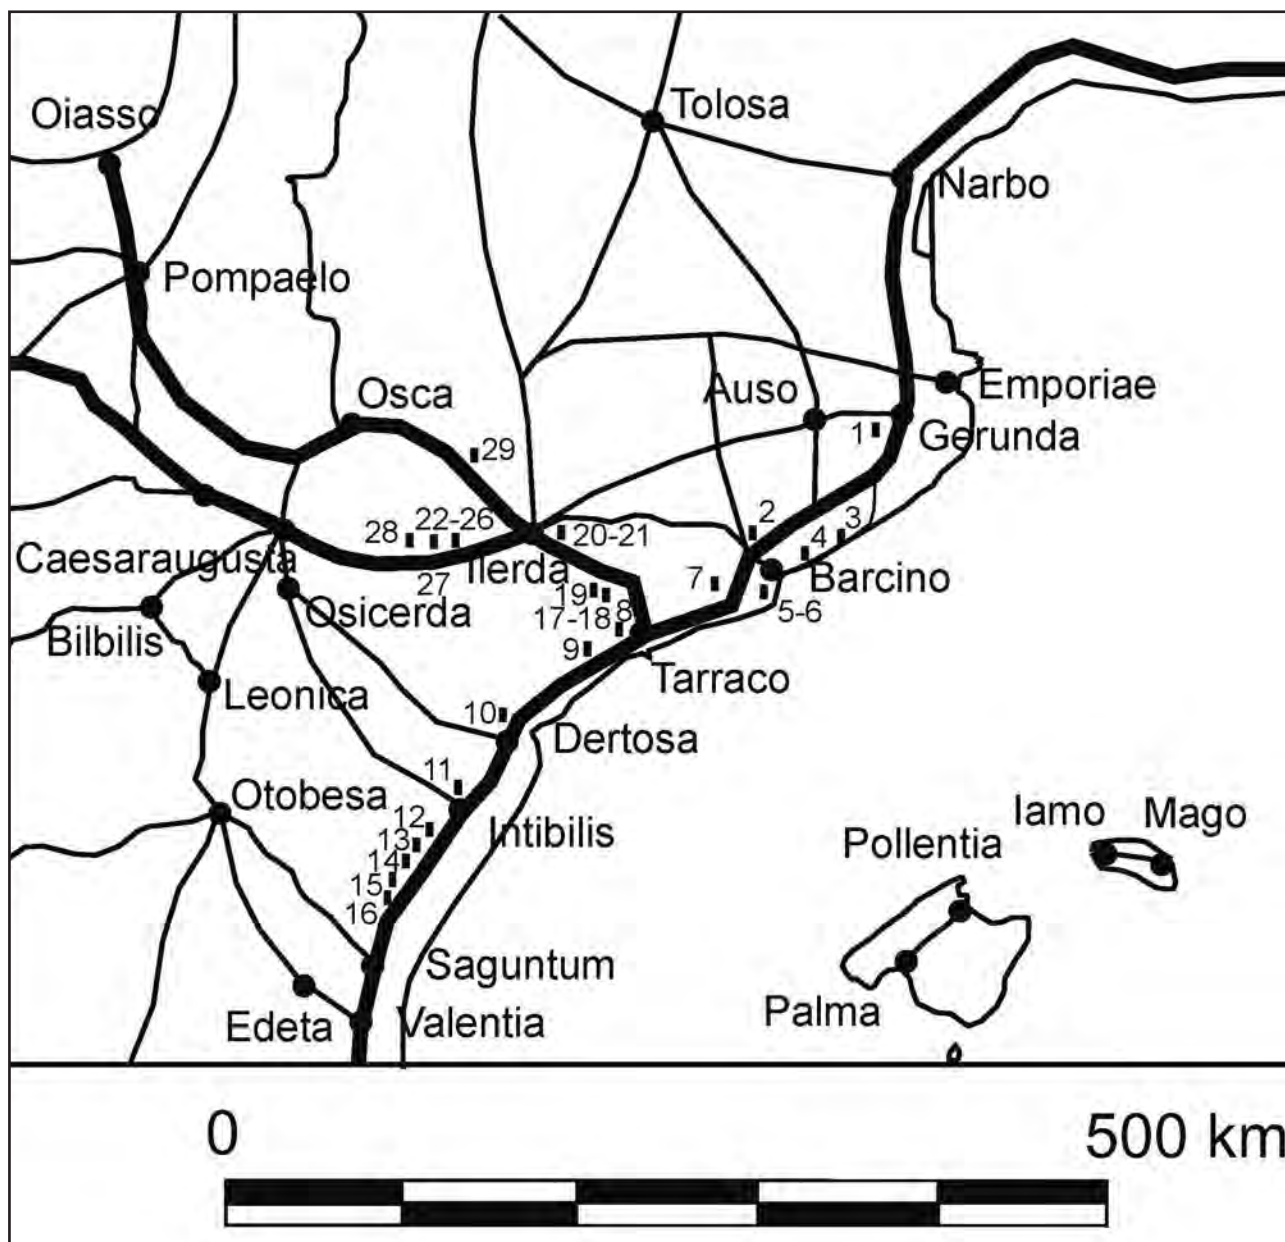 Oiasso
Tolosa
Narbo
Pompaelo
Osca
Auso
Emporiae
1
Gerunda
29
28
22-26
20-21
2
4
3
Caesaraugusta
Ilerda
27
Barcino
7
5-6
Osicerda
19
17-18
8
Bilbilis
9
Tarraco
Leonica
10
Dertosa
11
Otobesa
12
13
14
15
16
Intibilis
Iamo
Mago
Pollentia
Saguntum
Palma
Edeta
Valentia
0
500 km